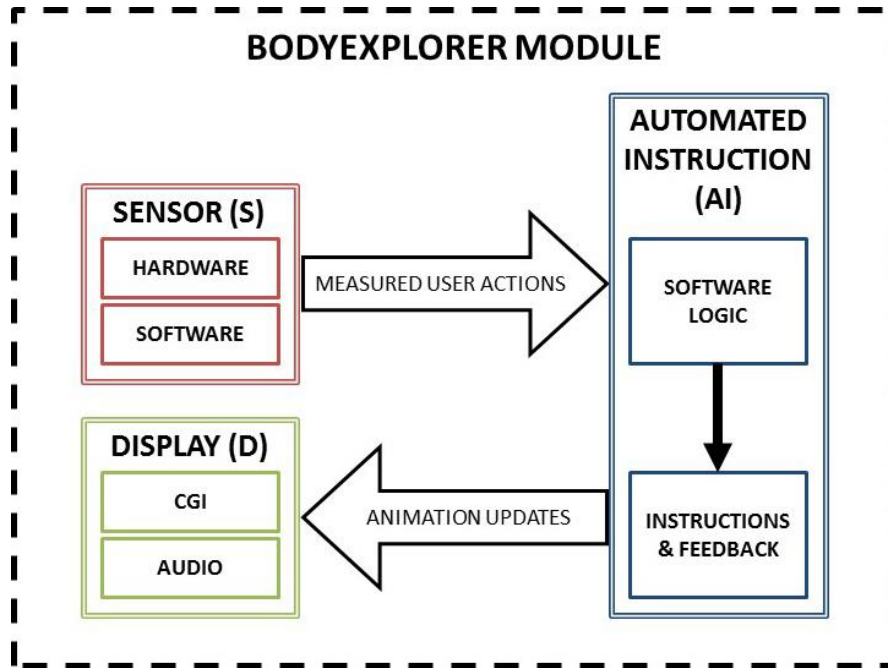 BODYEXPLORER MODULE
SENSOR (S)
HARDWARE
SOFTWARE
MEASURED USER ACTIONS
AUTOMATED
INSTRUCTION
(AI)
SOFTWARE
LOGIC
INSTRUCTIONS
& FEEDBACK
ANIMATION UPDATES
DISPLAY (D)
CGI
AUDIO